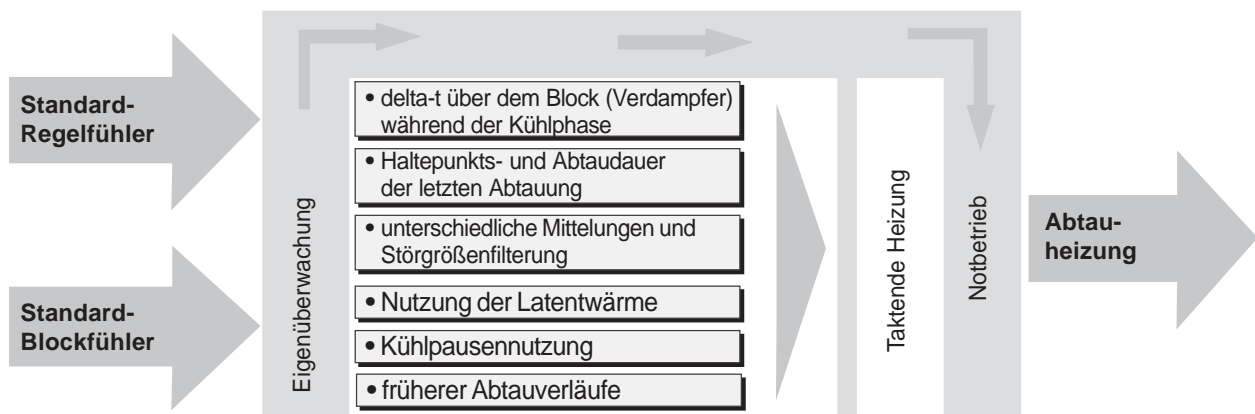 Standard-
Regelfühler
Standard-
Blockfühler
Eigenüberwachung
• delta-t über dem Block (Verdampfer)
während der Kühlphase
• Haltepunkts- und Abtaudauer
der letzten Abtauung
• unterschiedliche Mittelungen und
Störgrößenfilterung
• Nutzung der Latentwärme
• Kühlpausennutzung
• früherer Abtauverläufe
Taktende Heizung
Notbetrieb
Abtau-
heizung